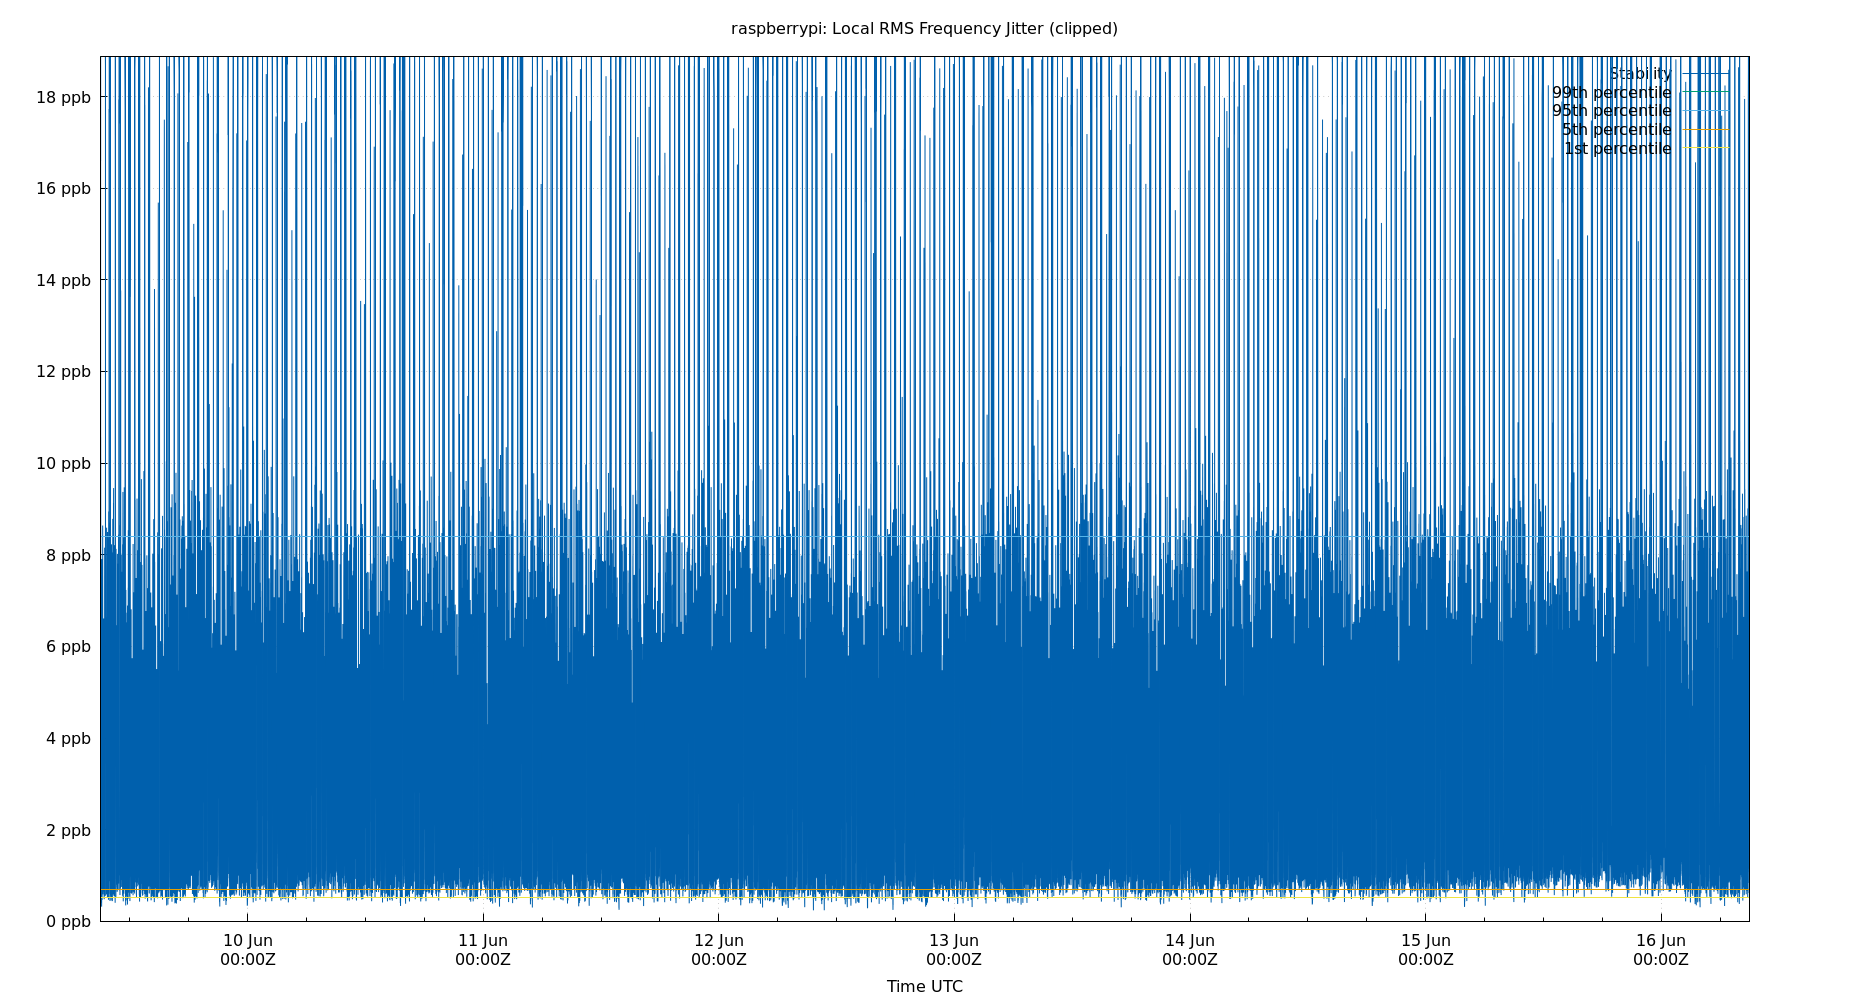 raspberrypi: Local RMS Frequency Jitter (clipped)
Stability
99th percentile
95th percentile
5th percentile
1st percentile
18 ppb
16 ppb
14 ppb
12 ppb
10 ppb
8 ppb
6 ppb
4 ppb
2 ppb
0 ppb
10 Jun 11 Jun 12 Jun 13 Jun 14 Jun 15 Jun 16 Jun
00:00Z 00:00Z 00:00Z 00:00Z 00:00Z 00:00Z 00:00Z
Time UTC